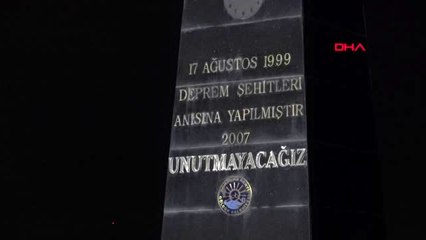 DHA
17 AĞUSTOS 1999
DEPREM ŞEHİTLERİ
ANISINA YAPILMIŞTIR
2007
UNUTMAYACAĞIZ